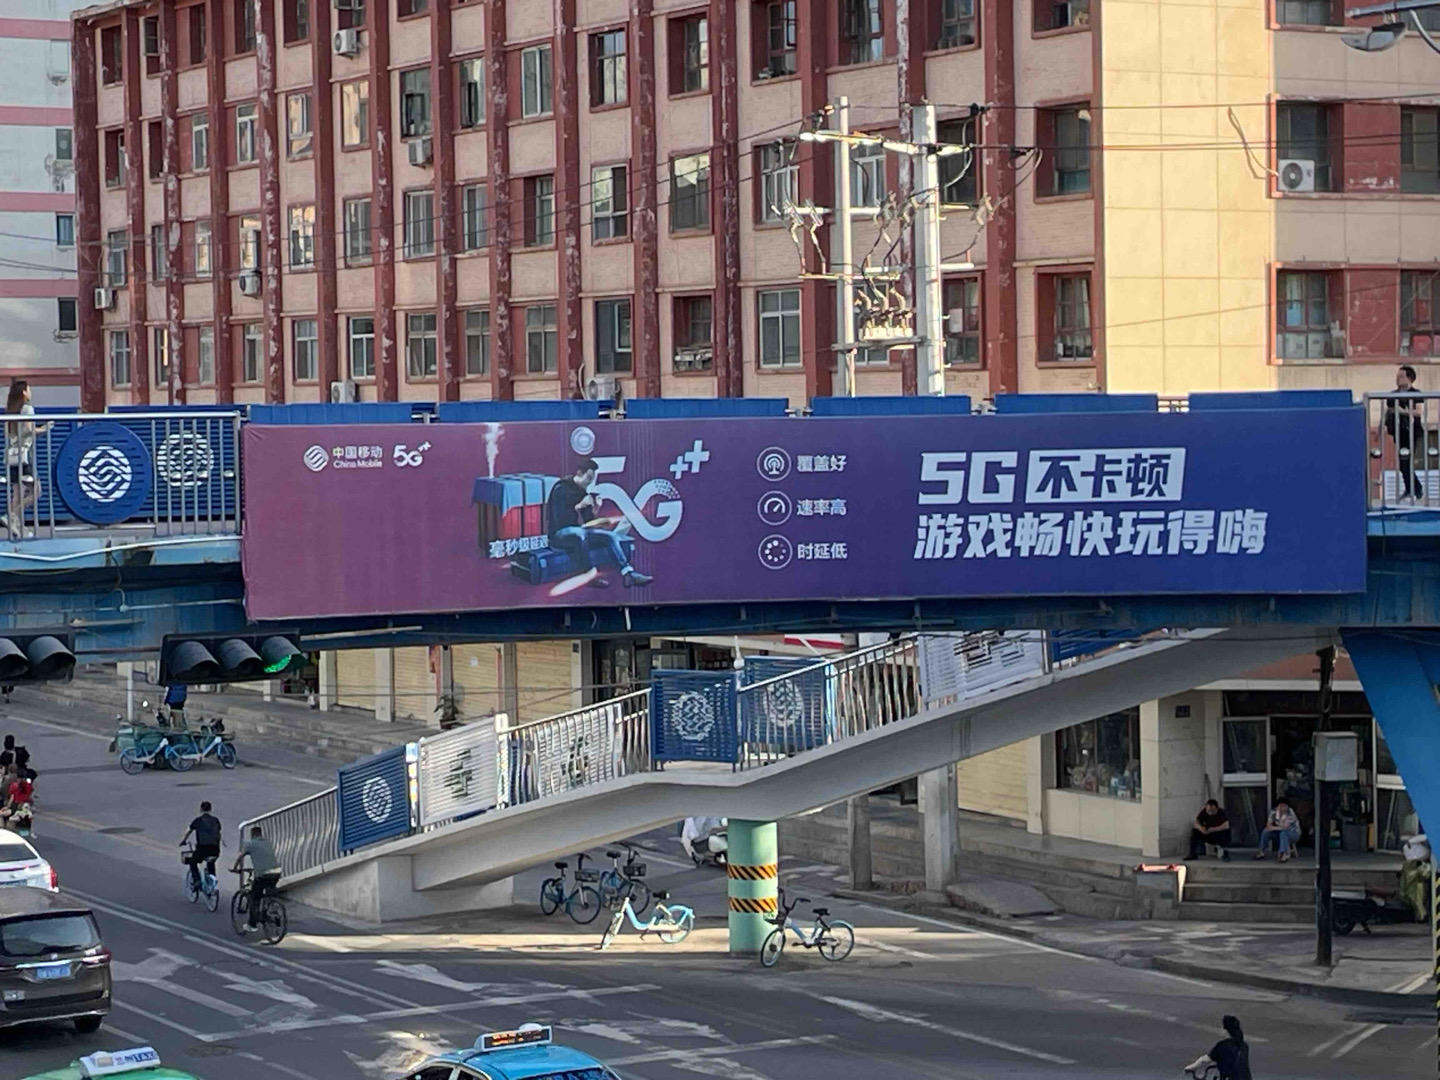 中国移动
China Mobile
5G++
5G++
毫秒级延迟
覆盖好
速率高
时延低
5G不卡顿
游戏畅快玩得嗨